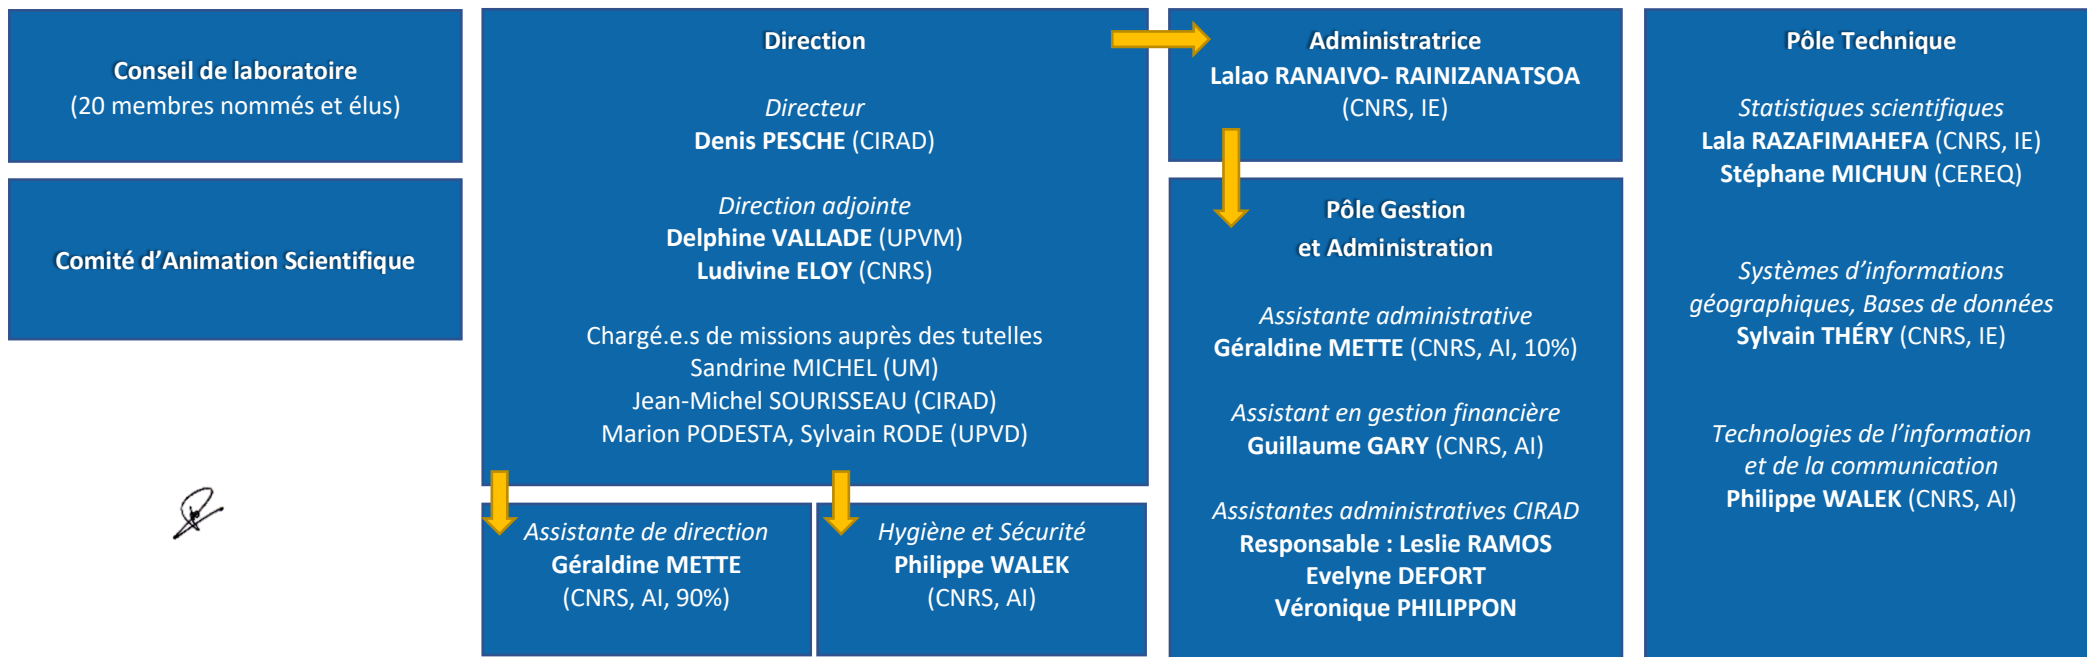 Conseil de laboratoire
(20 membres nommés et élus)
Comité d’Animation Scientifique
Direction
Directeur
Denis PESCHE (CIRAD)
Direction adjointe
Delphine VALLADE (UPVM)
Ludivine ELOY (CNRS)
Chargé.e.s de missions auprès des tutelles
Sandrine MICHEL (UM)
Jean-Michel SOURISSEAU (CIRAD)
Marion PODESTA, Sylvain RODE (UPVD)
Assistante de direction
Géraldine METTE
(CNRS, AI, 90%)
Hygiène et Sécurité
Philippe WALEK
(CNRS, AI)
Administratrice
Lalao RANAIVO- RAINIZANATSOA
(CNRS, IE)
Pôle Gestion
et Administration
Assistante administrative
Géraldine METTE (CNRS, AI, 10%)
Assistant en gestion financière
Guillaume GARY (CNRS, AI)
Assistantes administratives CIRAD
Responsable : Leslie RAMOS
Evelyne DEFORT
Véronique PHILIPPON
Pôle Technique
Statistiques scientifiques
Lala RAZAFIMAHEFA (CNRS, IE)
Stéphane MICHUN (CEREQ)
Systèmes d’informations
géographiques, Bases de données
Sylvain THÉRY (CNRS, IE)
Technologies de l’information
et de la communication
Philippe WALEK (CNRS, AI)